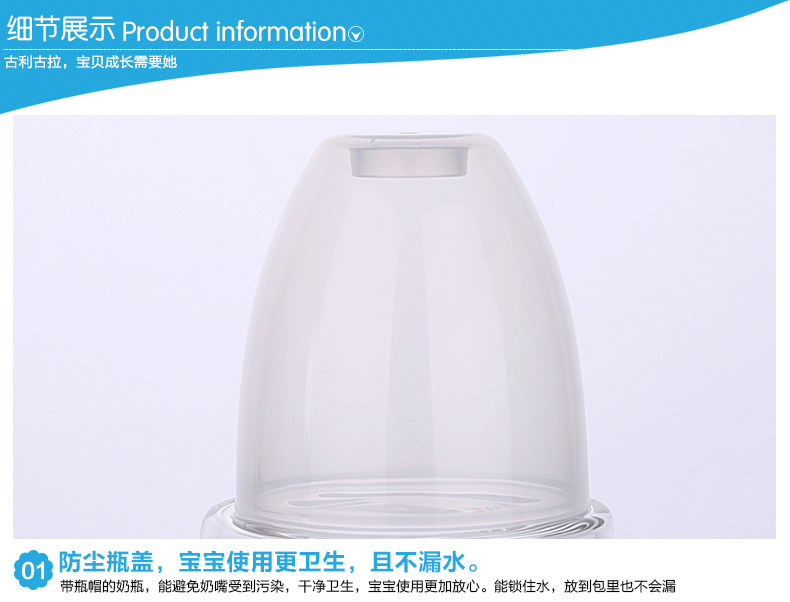 细节展示 Product information
古利古拉，宝贝成长需要她
01 防尘瓶盖，宝宝使用更卫生，且不漏水。
带瓶帽的奶瓶，能避免奶嘴受到污染，干净卫生，宝宝使用更加放心。能锁住水，放到包里也不会漏